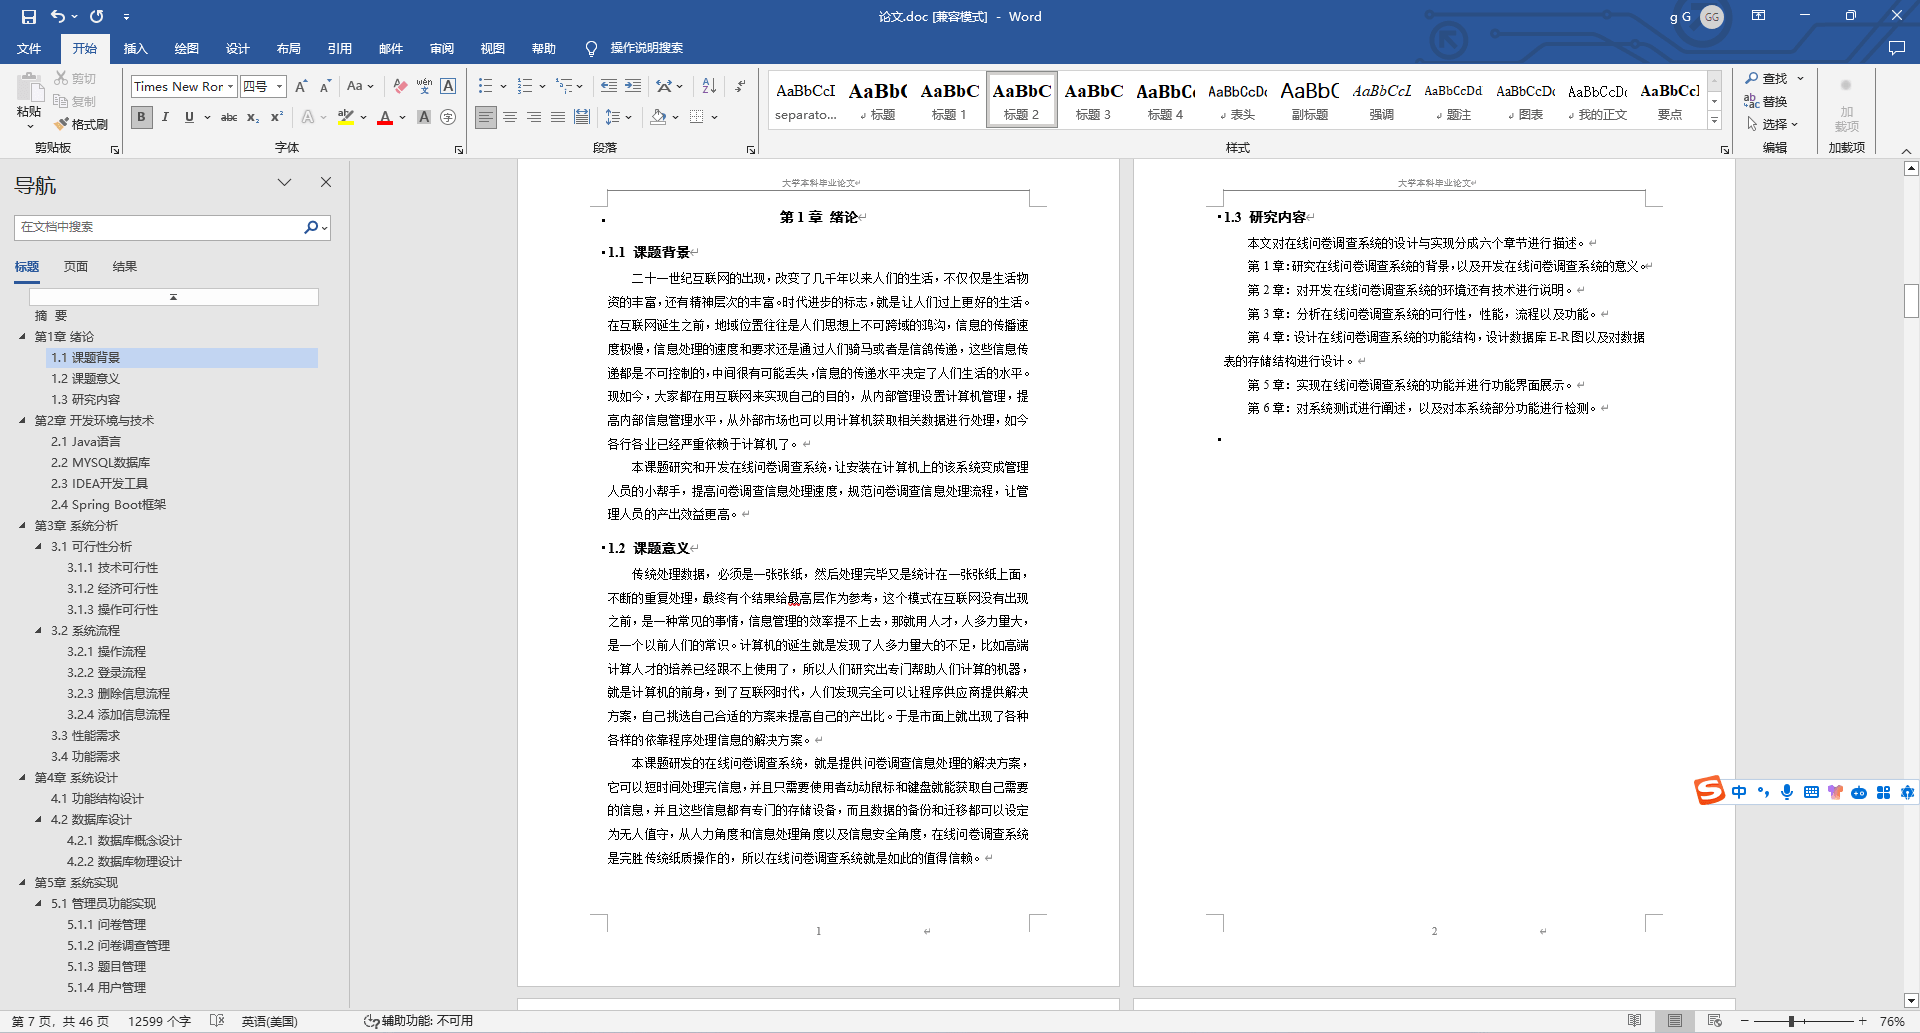 论文.doc [兼容模式] - Word
g G
GG
文件 开始 插入 绘图 设计 布局 引用 邮件 审阅 视图 帮助 操作说明搜索
粘贴
剪切
复制
格式刷
剪贴板
Times New Ror 四号
字体
段落
AaBbCcI AaBb( AaBbC AaBbC AaBbC AaBbC( AaBbCcDc AaBbC AaBbCcL AaBbCcDd AaBbCcDc AaBbCcDc AaBbCcl
separato... 标题 标题 1 标题 2 标题 3 标题 4 表头 副标题 强调 题注 图表 我的正文 要点
样式
查找
替换
选择
编辑
加载项
加载项
导航
在文档中搜索
标题 页面 结果
摘 要
第1章 绪论
1.1 课题背景
1.2 课题意义
1.3 研究内容
第2章 开发环境与技术
2.1 Java语言
2.2 MYSQL数据库
2.3 IDEA开发工具
2.4 Spring Boot框架
第3章 系统分析
3.1 可行性分析
3.1.1 技术可行性
3.1.2 经济可行性
3.1.3 操作可行性
3.2 系统流程
3.2.1 操作流程
3.2.2 登录流程
3.2.3 删除信息流程
3.2.4 添加信息流程
3.3 性能需求
3.4 功能需求
第4章 系统设计
4.1 功能结构设计
4.2 数据库设计
4.2.1 数据库概念设计
4.2.2 数据库物理设计
第5章 系统实现
5.1 管理员功能实现
5.1.1 问卷管理
5.1.2 问卷调查管理
5.1.3 题目管理
5.1.4 用户管理
大学本科毕业论文
第 1 章 绪论
1.1 课题背景
二十一世纪互联网的出现，改变了几千年以来人们的生活，不仅仅是生活物
资的丰富，还有精神层次的丰富。时代进步的标志，就是让人们过上更好的生活。
在互联网诞生之前，地域位置往往是人们思想上不可跨域的鸿沟，信息的传播速
度极慢，信息处理的速度和要求还是通过人们骑马或者是信鸽传递，这些信息传
递都是不可控制的，中间很有可能丢失，信息的传递水平决定了人们生活的水平。
现如今，大家都在用互联网来实现自己的目的，从内部管理设置计算机管理，提
高内部信息管理水平，从外部市场也可以用计算机获取相关数据进行处理，如今
各行各业已经严重依赖于计算机了。
本课题研究和开发在线问卷调查系统，让安装在计算机上的该系统变成管理
人员的小帮手，提高问卷调查信息处理速度，规范问卷调查信息处理流程，让管
理人员的产出效益更高。
1.2 课题意义
传统处理数据，必须是一张张纸，然后处理完毕又是统计在一张张纸上面，
不断的重复处理，最终有个结果给最高层作为参考，这个模式在互联网没有出现
之前，是一种常见的事情，信息管理的效率提不上去，那就用人才，人多力量大，
是一个以前人们的常识。计算机的诞生就是发现了人多力量大的不足，比如高端
计算人才的培养已经跟不上使用了，所以人们研究出专门帮助人们计算的机器，
就是计算机的前身，到了互联网时代，人们发现完全可以让程序供应商提供解决
方案，自己挑选自己合适的方案来提高自己的产出比。于是市面上就出现了各种
各样的依靠程序处理信息的解决方案。
本课题研发的在线问卷调查系统，就是提供问卷调查信息处理的解决方案，
它可以短时间处理完信息，并且只需要使用者动动鼠标和键盘就能获取自己需要
的信息，并且这些信息都有专门的存储设备，而且数据的备份和迁移都可以设定
为无人值守，从人力角度和信息处理角度以及信息安全角度，在线问卷调查系统
是完胜传统纸质操作的，所以在线问卷调查系统就是如此的值得信赖。
1
大学本科毕业论文
1.3 研究内容
本文对在线问卷调查系统的设计与实现分成六个章节进行描述。
第 1 章：研究在线问卷调查系统的背景，以及开发在线问卷调查系统的意义。
第 2 章：对开发在线问卷调查系统的环境还有技术进行说明。
第 3 章：分析在线问卷调查系统的可行性，性能，流程以及功能。
第 4 章：设计在线问卷调查系统的功能结构，设计数据库 E-R 图以及对数据
表的存储结构进行设计。
第 5 章：实现在线问卷调查系统的功能并进行功能界面展示。
第 6 章：对系统测试进行阐述，以及对本系统部分功能进行检测。
2
中
第 7 页，共 46 页 12599 个字 英语(美国) 辅助功能: 不可用 76%